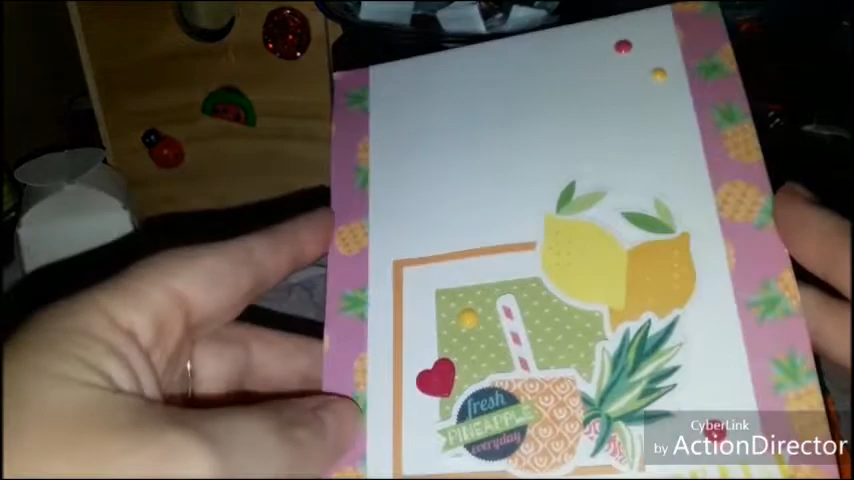 fresh
PINEAPPLE
everyday
CyberLink
by ActionDirector